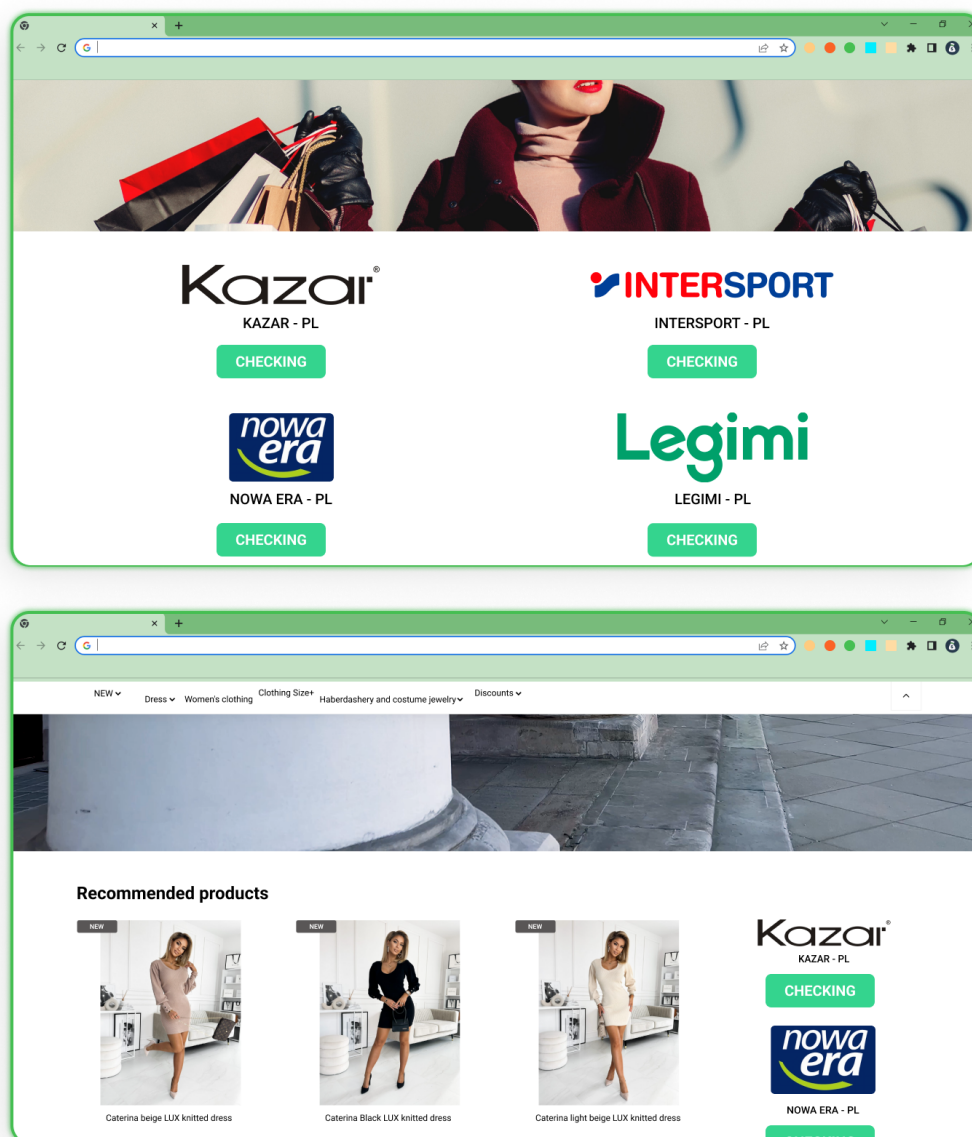 Kazar®
INTERSPORT
KAZAR - PL
INTERSPORT - PL
CHECKING
CHECKING
nowa
era
Legimi
NOWA ERA - PL
LEGIMI - PL
CHECKING
CHECKING
NEW
Dress
Women's clothing
Clothing Size+
Haberdashery and costume jewelry
Discounts
Recommended products
NEW
NEW
NEW
Caterina beige LUX knitted dress
Caterina Black LUX knitted dress
Caterina light beige LUX knitted dress
Kazar®
KAZAR - PL
CHECKING
nowa
era
NOWA ERA - PL